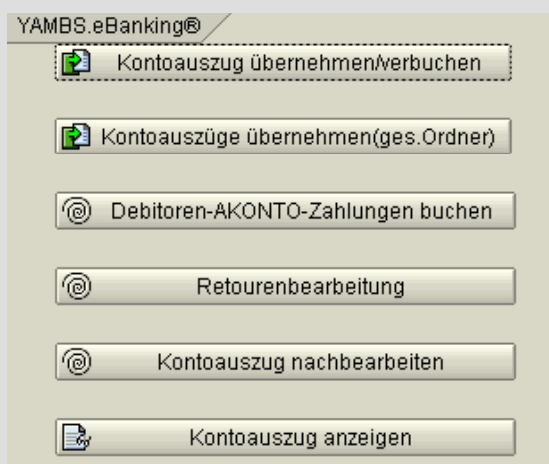 YAMBS.eBanking®
Kontoauszug übernehmen/verbuchen
Kontoauszüge übernehmen(ges.Ordner)
Debitoren-AKONTO-Zahlungen buchen
Retourenbearbeitung
Kontoauszug nachbearbeiten
Kontoauszug anzeigen